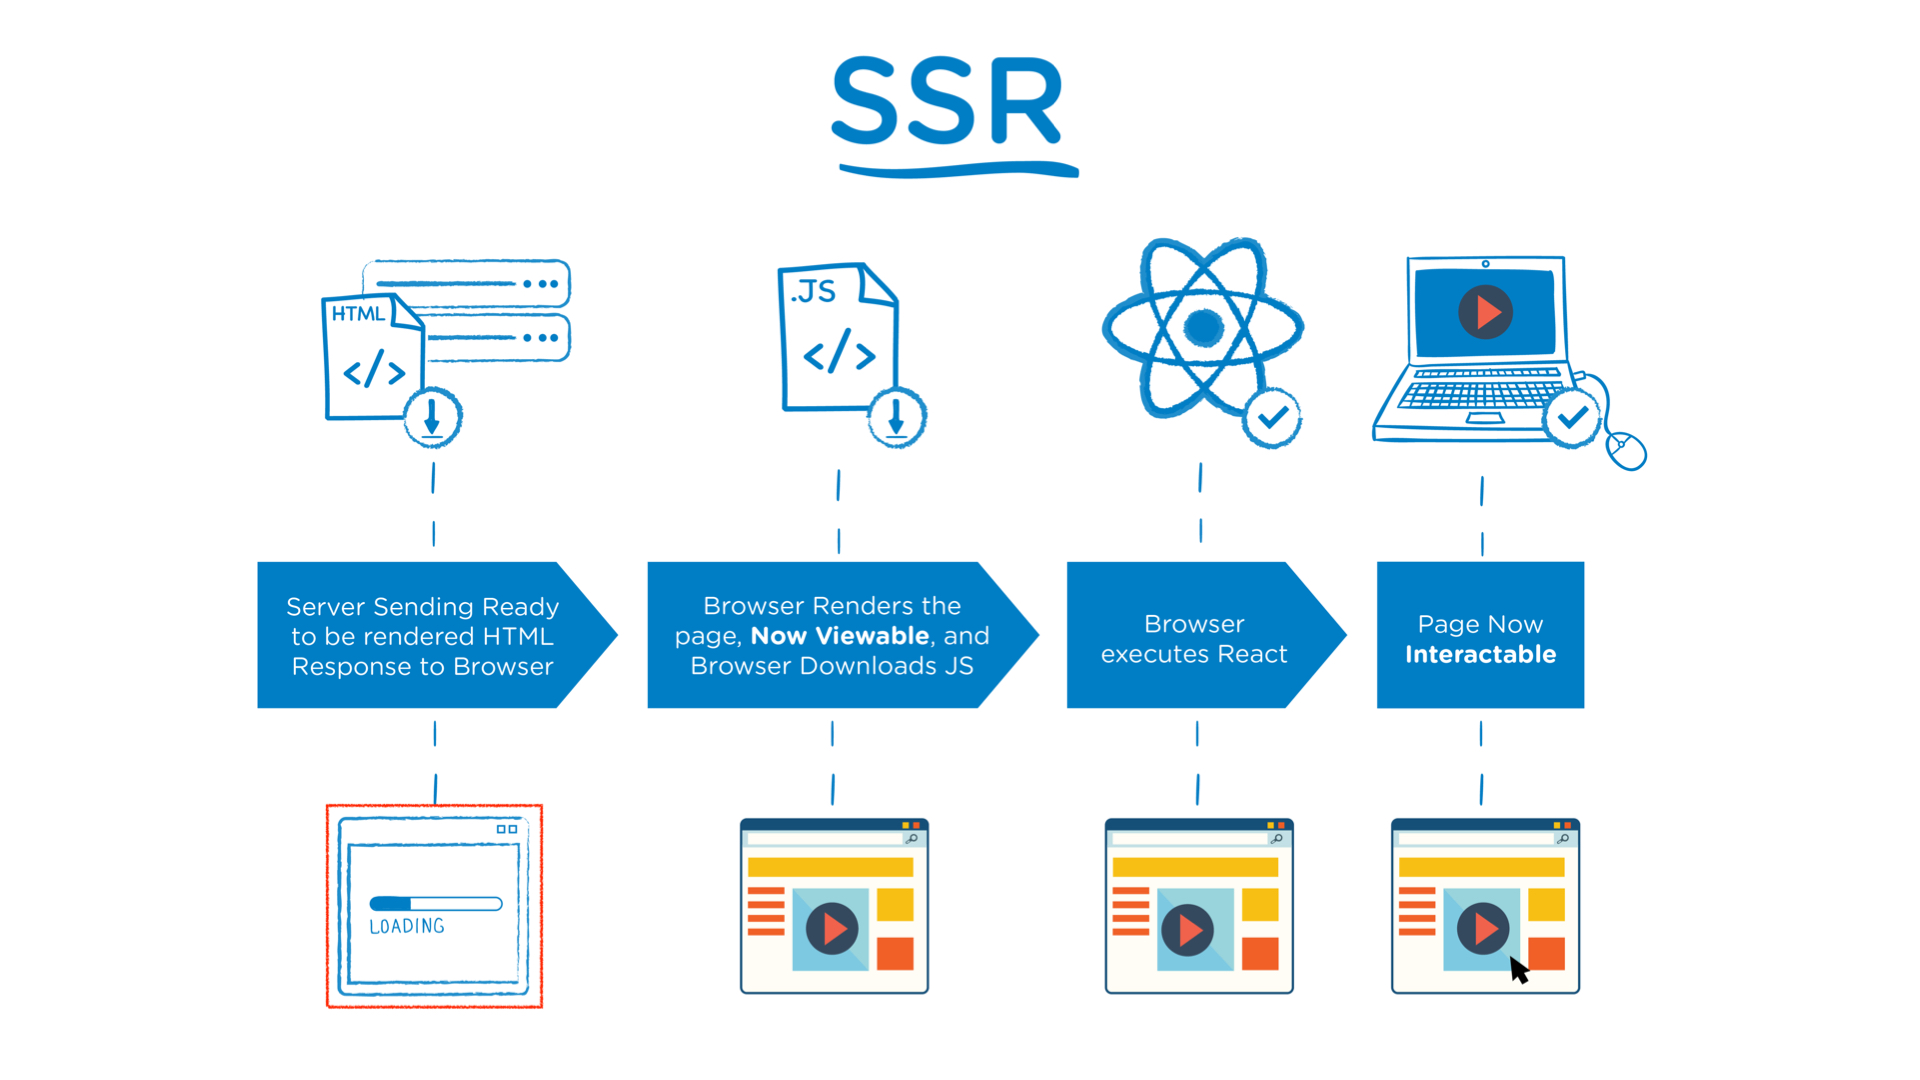 SSR
HTML
</>
.JS
</>
Server Sending Ready
to be rendered HTML
Response to Browser
Browser Renders the
page, Now Viewable, and
Browser Downloads JS
Browser
executes React
Page Now
Interactable
LOADING